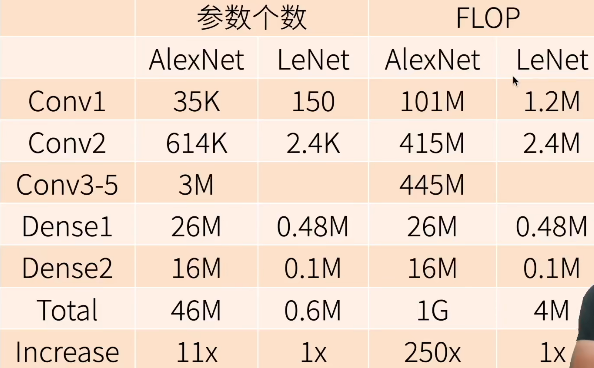 参数个数 FLOP
AlexNet LeNet AlexNet LeNet
Conv1 35K 150 101M 1.2M
Conv2 614K 2.4K 415M 2.4M
Conv3-5 3M 445M
Dense1 26M 0.48M 26M 0.48M
Dense2 16M 0.1M 16M 0.1M
Total 46M 0.6M 1G 4M
Increase 11x 1x 250x 1x